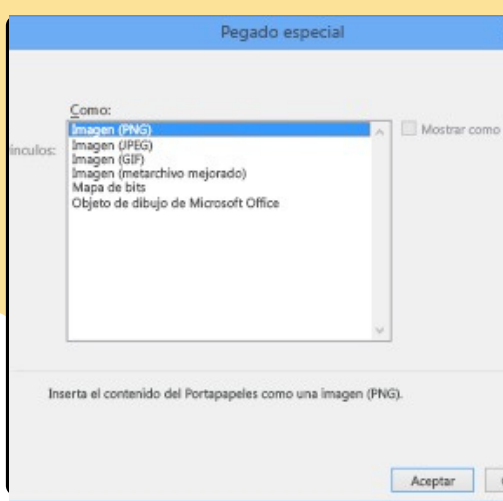 Pegado especial
Como:
Imagen (PNG)
Mostrar como
inculos:
Imagen (JPEG)
Imagen (GIF)
Imagen (metarchivo mejorado)
Mapa de bits
Objeto de dibujo de Microsoft Office
Inserta el contenido del Portapapeles como una imagen (PNG).
Aceptar